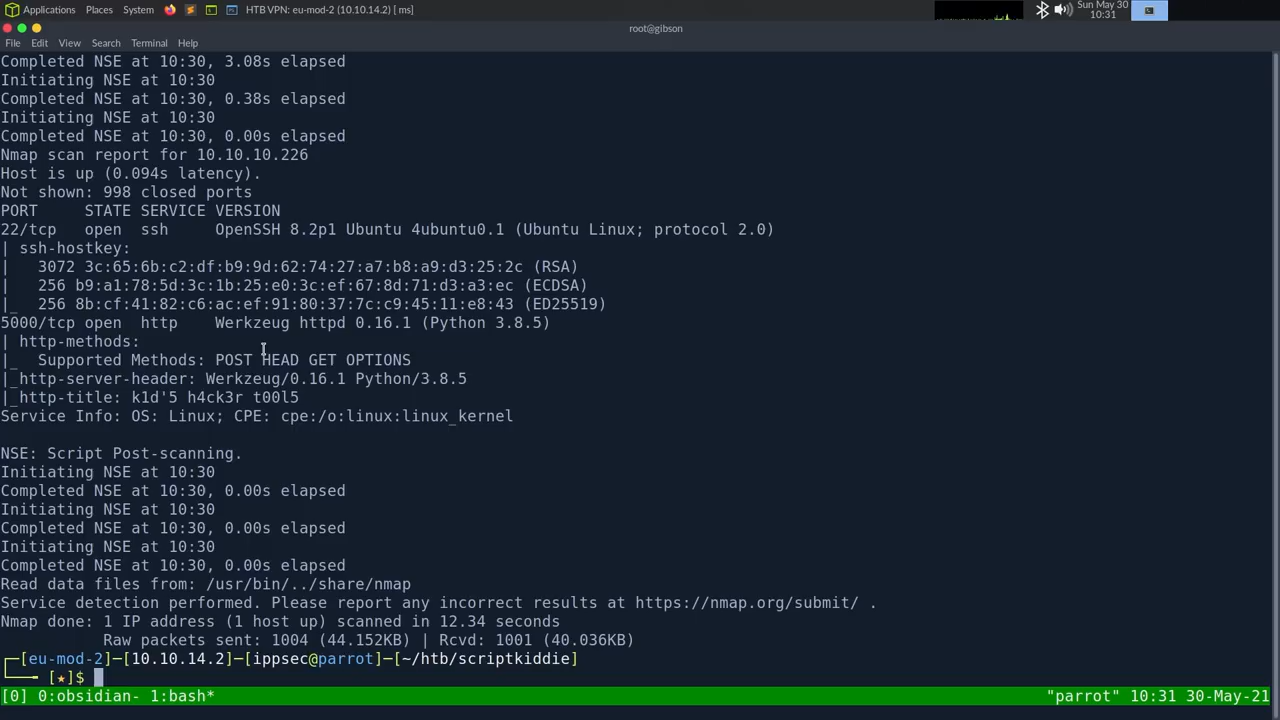 Applications Places System HTB VPN: eu-mod-2 (10.10.14.2) [ ms] Sun May 30
10:31
root@gibson
File Edit View Search Terminal Help
Completed NSE at 10:30, 3.08s elapsed
Initiating NSE at 10:30
Completed NSE at 10:30, 0.38s elapsed
Initiating NSE at 10:30
Completed NSE at 10:30, 0.00s elapsed
Nmap scan report for 10.10.10.226
Host is up (0.094s latency).
Not shown: 998 closed ports
PORT     STATE SERVICE VERSION
22/tcp   open  ssh     OpenSSH 8.2p1 Ubuntu 4ubuntu0.1 (Ubuntu Linux; protocol 2.0)
| ssh-hostkey:
|   3072 3c:65:6b:c2:df:b9:9d:62:74:27:a7:b8:a9:d3:25:2c (RSA)
|   256 b9:a1:78:5d:3c:1b:25:e0:3c:ef:67:8d:71:d3:a3:ec (ECDSA)
|_  256 8b:cf:41:82:c6:ac:ef:91:80:37:7c:c9:45:11:e8:43 (ED25519)
5000/tcp open  http    Werkzeug httpd 0.16.1 (Python 3.8.5)
| http-methods:
|_  Supported Methods: POST HEAD GET OPTIONS
|_http-server-header: Werkzeug/0.16.1 Python/3.8.5
|_http-title: k1d'5 h4ck3r t00l5
Service Info: OS: Linux; CPE: cpe:/o:linux:linux_kernel
NSE: Script Post-scanning.
Initiating NSE at 10:30
Completed NSE at 10:30, 0.00s elapsed
Initiating NSE at 10:30
Completed NSE at 10:30, 0.00s elapsed
Initiating NSE at 10:30
Completed NSE at 10:30, 0.00s elapsed
Read data files from: /usr/bin/../share/nmap
Service detection performed. Please report any incorrect results at https://nmap.org/submit/ .
Nmap done: 1 IP address (1 host up) scanned in 12.34 seconds
           Raw packets sent: 1004 (44.152KB) | Rcvd: 1001 (40.036KB)
┌─[eu-mod-2]─[10.10.14.2]─[ippsec@parrot]─[~/htb/scriptkiddie]
└──╼ [★]$
[0] 0:obsidian- 1:bash* "parrot" 10:31 30-May-21